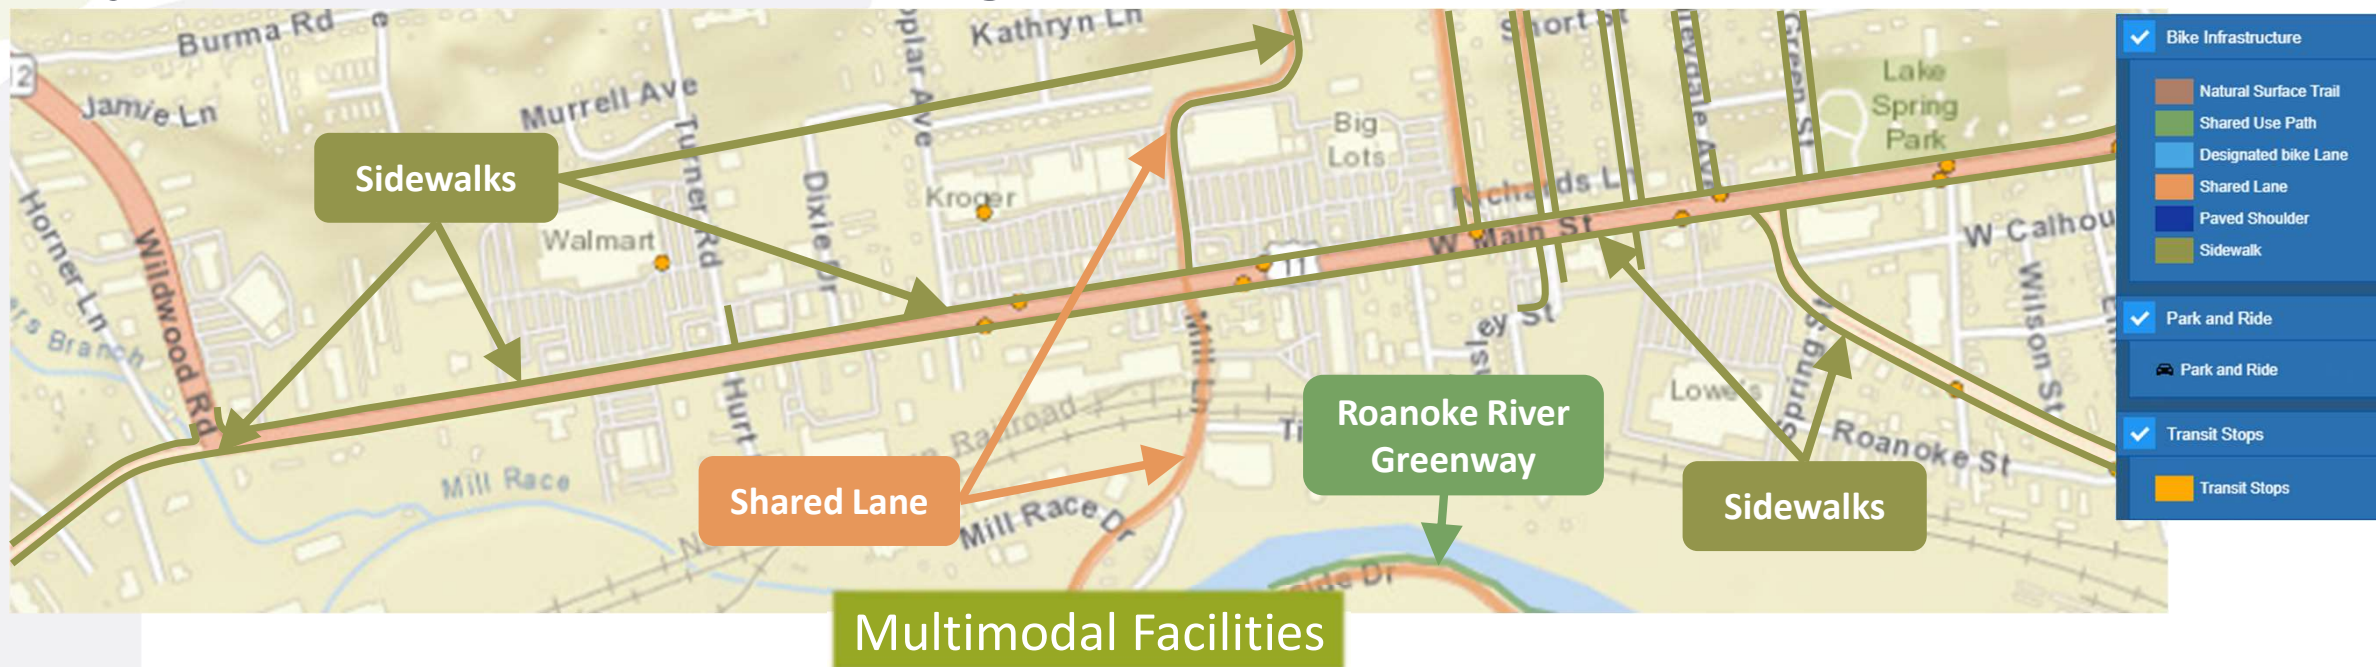 Burma Rd
Kathryn Ln
Short St
Green St
Jamie Ln
Murrell Ave
Turner Rd
Dixie Dr
Big
Lots
Lake
Spring
Park
Sidewalks
Kroger
Richards Ln
Walmart
W Main St
11
W Calhou
Horner Ln
Wildwood Rd
Wilson St
Mill Ln
Spring St
Lowe's
Hurt
Railroad
Roanoke St
Mill Race
Mill Race Dr
Shared Lane
Roanoke River
Greenway
Sidewalks
Multimodal Facilities
Bike Infrastructure
Natural Surface Trail
Shared Use Path
Designated bike Lane
Shared Lane
Paved Shoulder
Sidewalk
Park and Ride
Park and Ride
Transit Stops
Transit Stops